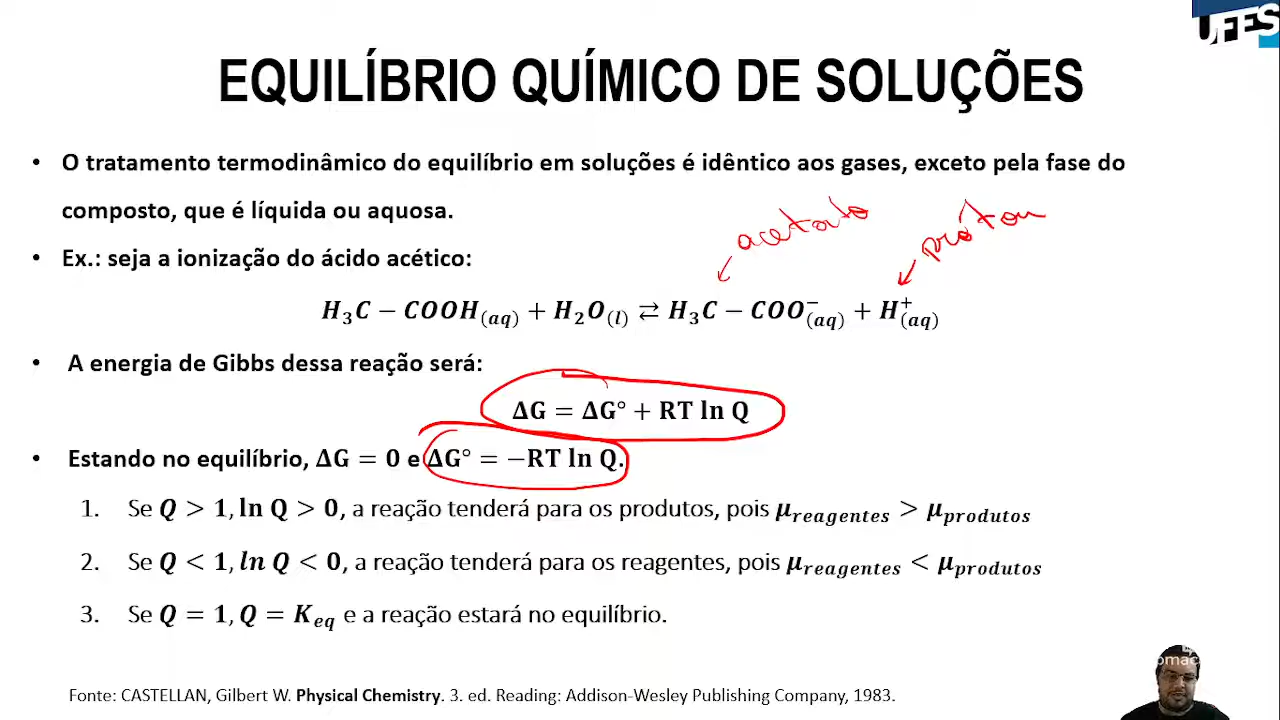 UFES
EQUILÍBRIO QUÍMICO DE SOLUÇÕES
• O tratamento termodinâmico do equilíbrio em soluções é idêntico aos gases, exceto pela fase do
composto, que é líquida ou aquosa.
acetato
próton
• Ex.: seja a ionização do ácido acético:
H₃C − COOH₍aq₎ + H₂O₍l₎ ⇄ H₃C − COO⁻₍aq₎ + H⁺₍aq₎
• A energia de Gibbs dessa reação será:
ΔG = ΔG° + RT ln Q
• Estando no equilíbrio, ΔG = 0 e ΔG° = −RT ln Q.
1. Se Q > 1, ln Q > 0, a reação tenderá para os produtos, pois μ_reagentes > μ_produtos
2. Se Q < 1, ln Q < 0, a reação tenderá para os reagentes, pois μ_reagentes < μ_produtos
3. Se Q = 1, Q = K_eq e a reação estará no equilíbrio.
Fonte: CASTELLAN, Gilbert W. Physical Chemistry. 3. ed. Reading: Addison-Wesley Publishing Company, 1983.